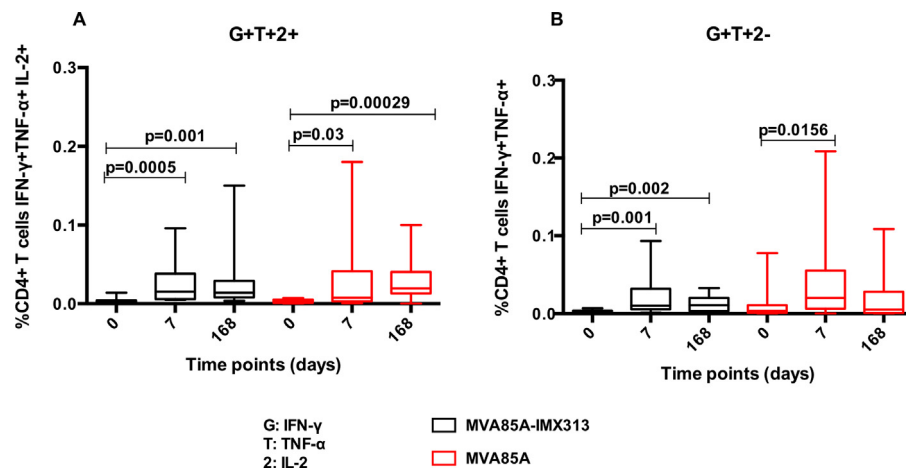 A
G+T+2+
%CD4+ T cells IFN-γ+TNF-α+ IL-2+
0.3
0.2
0.1
0.0
p=0.00029
p=0.03
p=0.001
p=0.0005
0
7
168
0
7
168
Time points (days)
B
G+T+2-
%CD4+ T cells IFN-γ+TNF-α+
0.3
0.2
0.1
0.0
p=0.0156
p=0.002
p=0.001
0
7
168
0
7
168
Time points (days)
G: IFN-γ
T: TNF-α
2: IL-2
MVA85A-IMX313
MVA85A